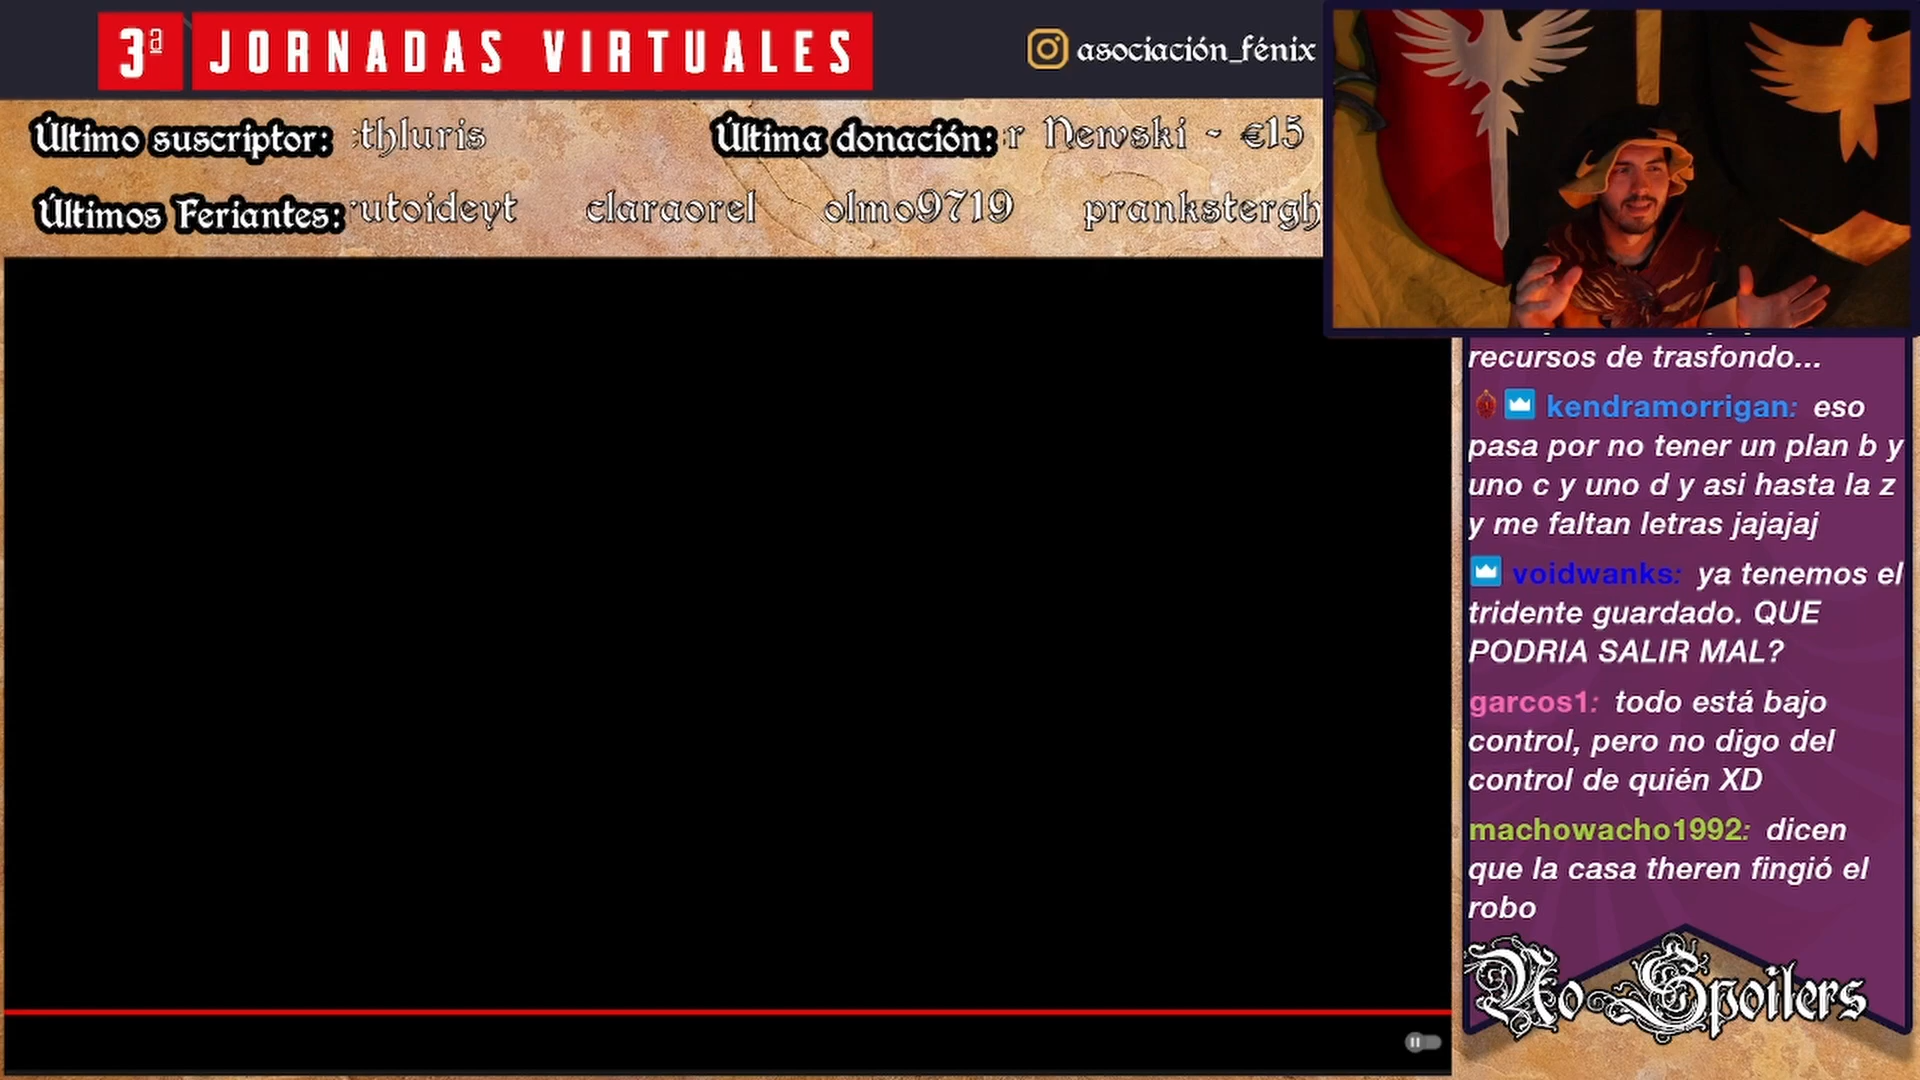 3ª JORNADAS VIRTUALES
asociación_fénix
Último suscriptor: thluris
Última donación: r Newski - €15
Últimos Feriantes: rutoideyt claraorel olmo9719 prankstergh
recursos de trasfondo...
kendramorrigan: eso
pasa por no tener un plan b y
uno c y uno d y asi hasta la z
y me faltan letras jajajaj
voidwanks: ya tenemos el
tridente guardado. QUE
PODRIA SALIR MAL?
garcos1: todo está bajo
control, pero no digo del
control de quién XD
machowacho1992: dicen
que la casa theren fingió el
robo
No Spoilers